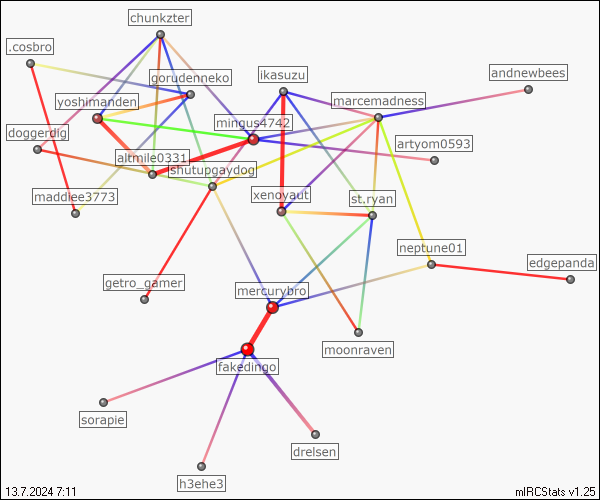 chunkzter
.cosbro
gorudenneko
ikasuzu
andnewbees
yoshimanden
marcemadness
mingus4742
doggerdig
artyom0593
altmile0331
shutupgaydog
maddlee3773
xenoyaut
st.ryan
neptune01
edgepanda
getro_gamer
mercurybro
moonraven
fakedingo
sorapie
drelsen
h3ehe3
13.7.2024 7:11
mIRCStats v1.25